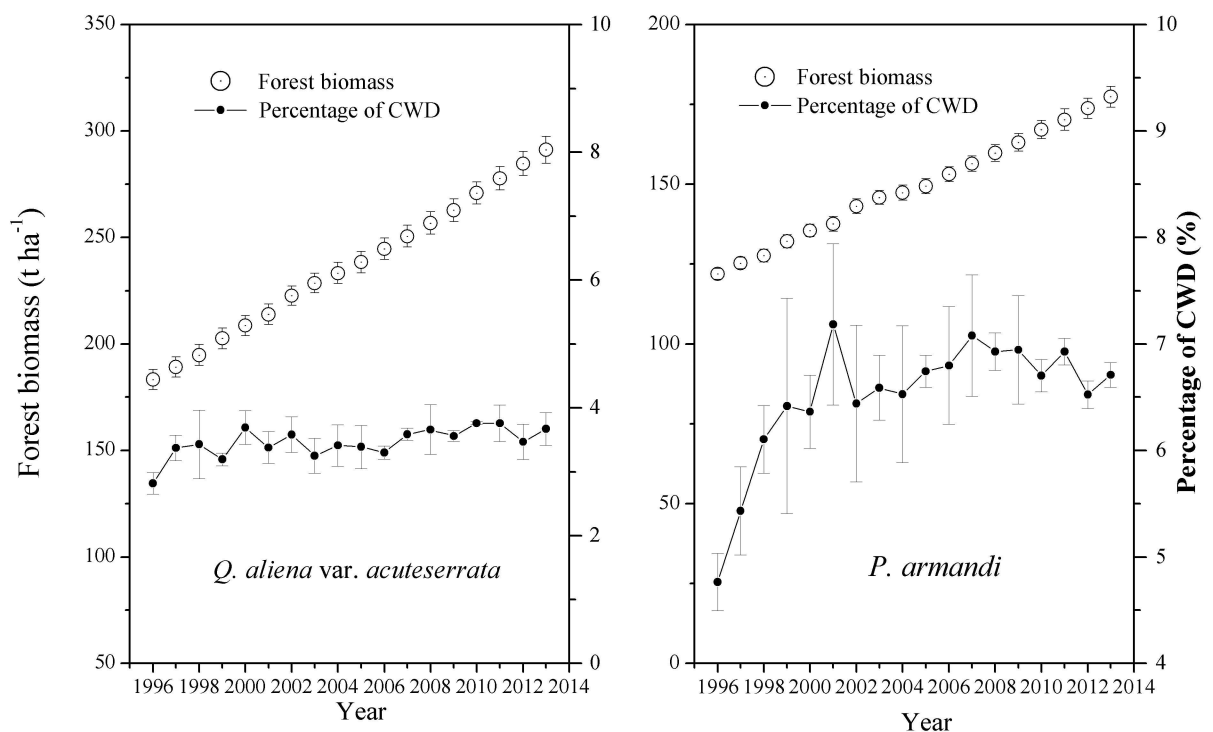 350
300
250
200
150
100
50
Forest biomass (t ha-1)
10
8
6
4
2
0
Forest biomass
Percentage of CWD
Q. aliena var. acuteserrata
1996 1998 2000 2002 2004 2006 2008 2010 2012 2014
Year
200
150
100
50
0
10
9
8
7
6
5
4
Percentage of CWD (%)
Forest biomass
Percentage of CWD
P. armandi
1996 1998 2000 2002 2004 2006 2008 2010 2012 2014
Year